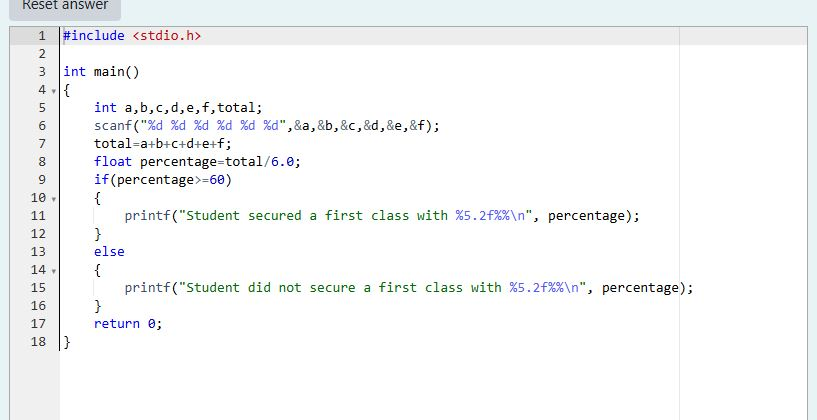 Reset answer
1 #include <stdio.h>
2
3 int main()
4 {
5     int a,b,c,d,e,f,total;
6     scanf("%d %d %d %d %d %d",&a,&b,&c,&d,&e,&f);
7     total=a+b+c+d+e+f;
8     float percentage=total/6.0;
9     if(percentage>=60)
10     {
11         printf("Student secured a first class with %5.2f%%\n", percentage);
12     }
13     else
14     {
15         printf("Student did not secure a first class with %5.2f%%\n", percentage);
16     }
17     return 0;
18 }